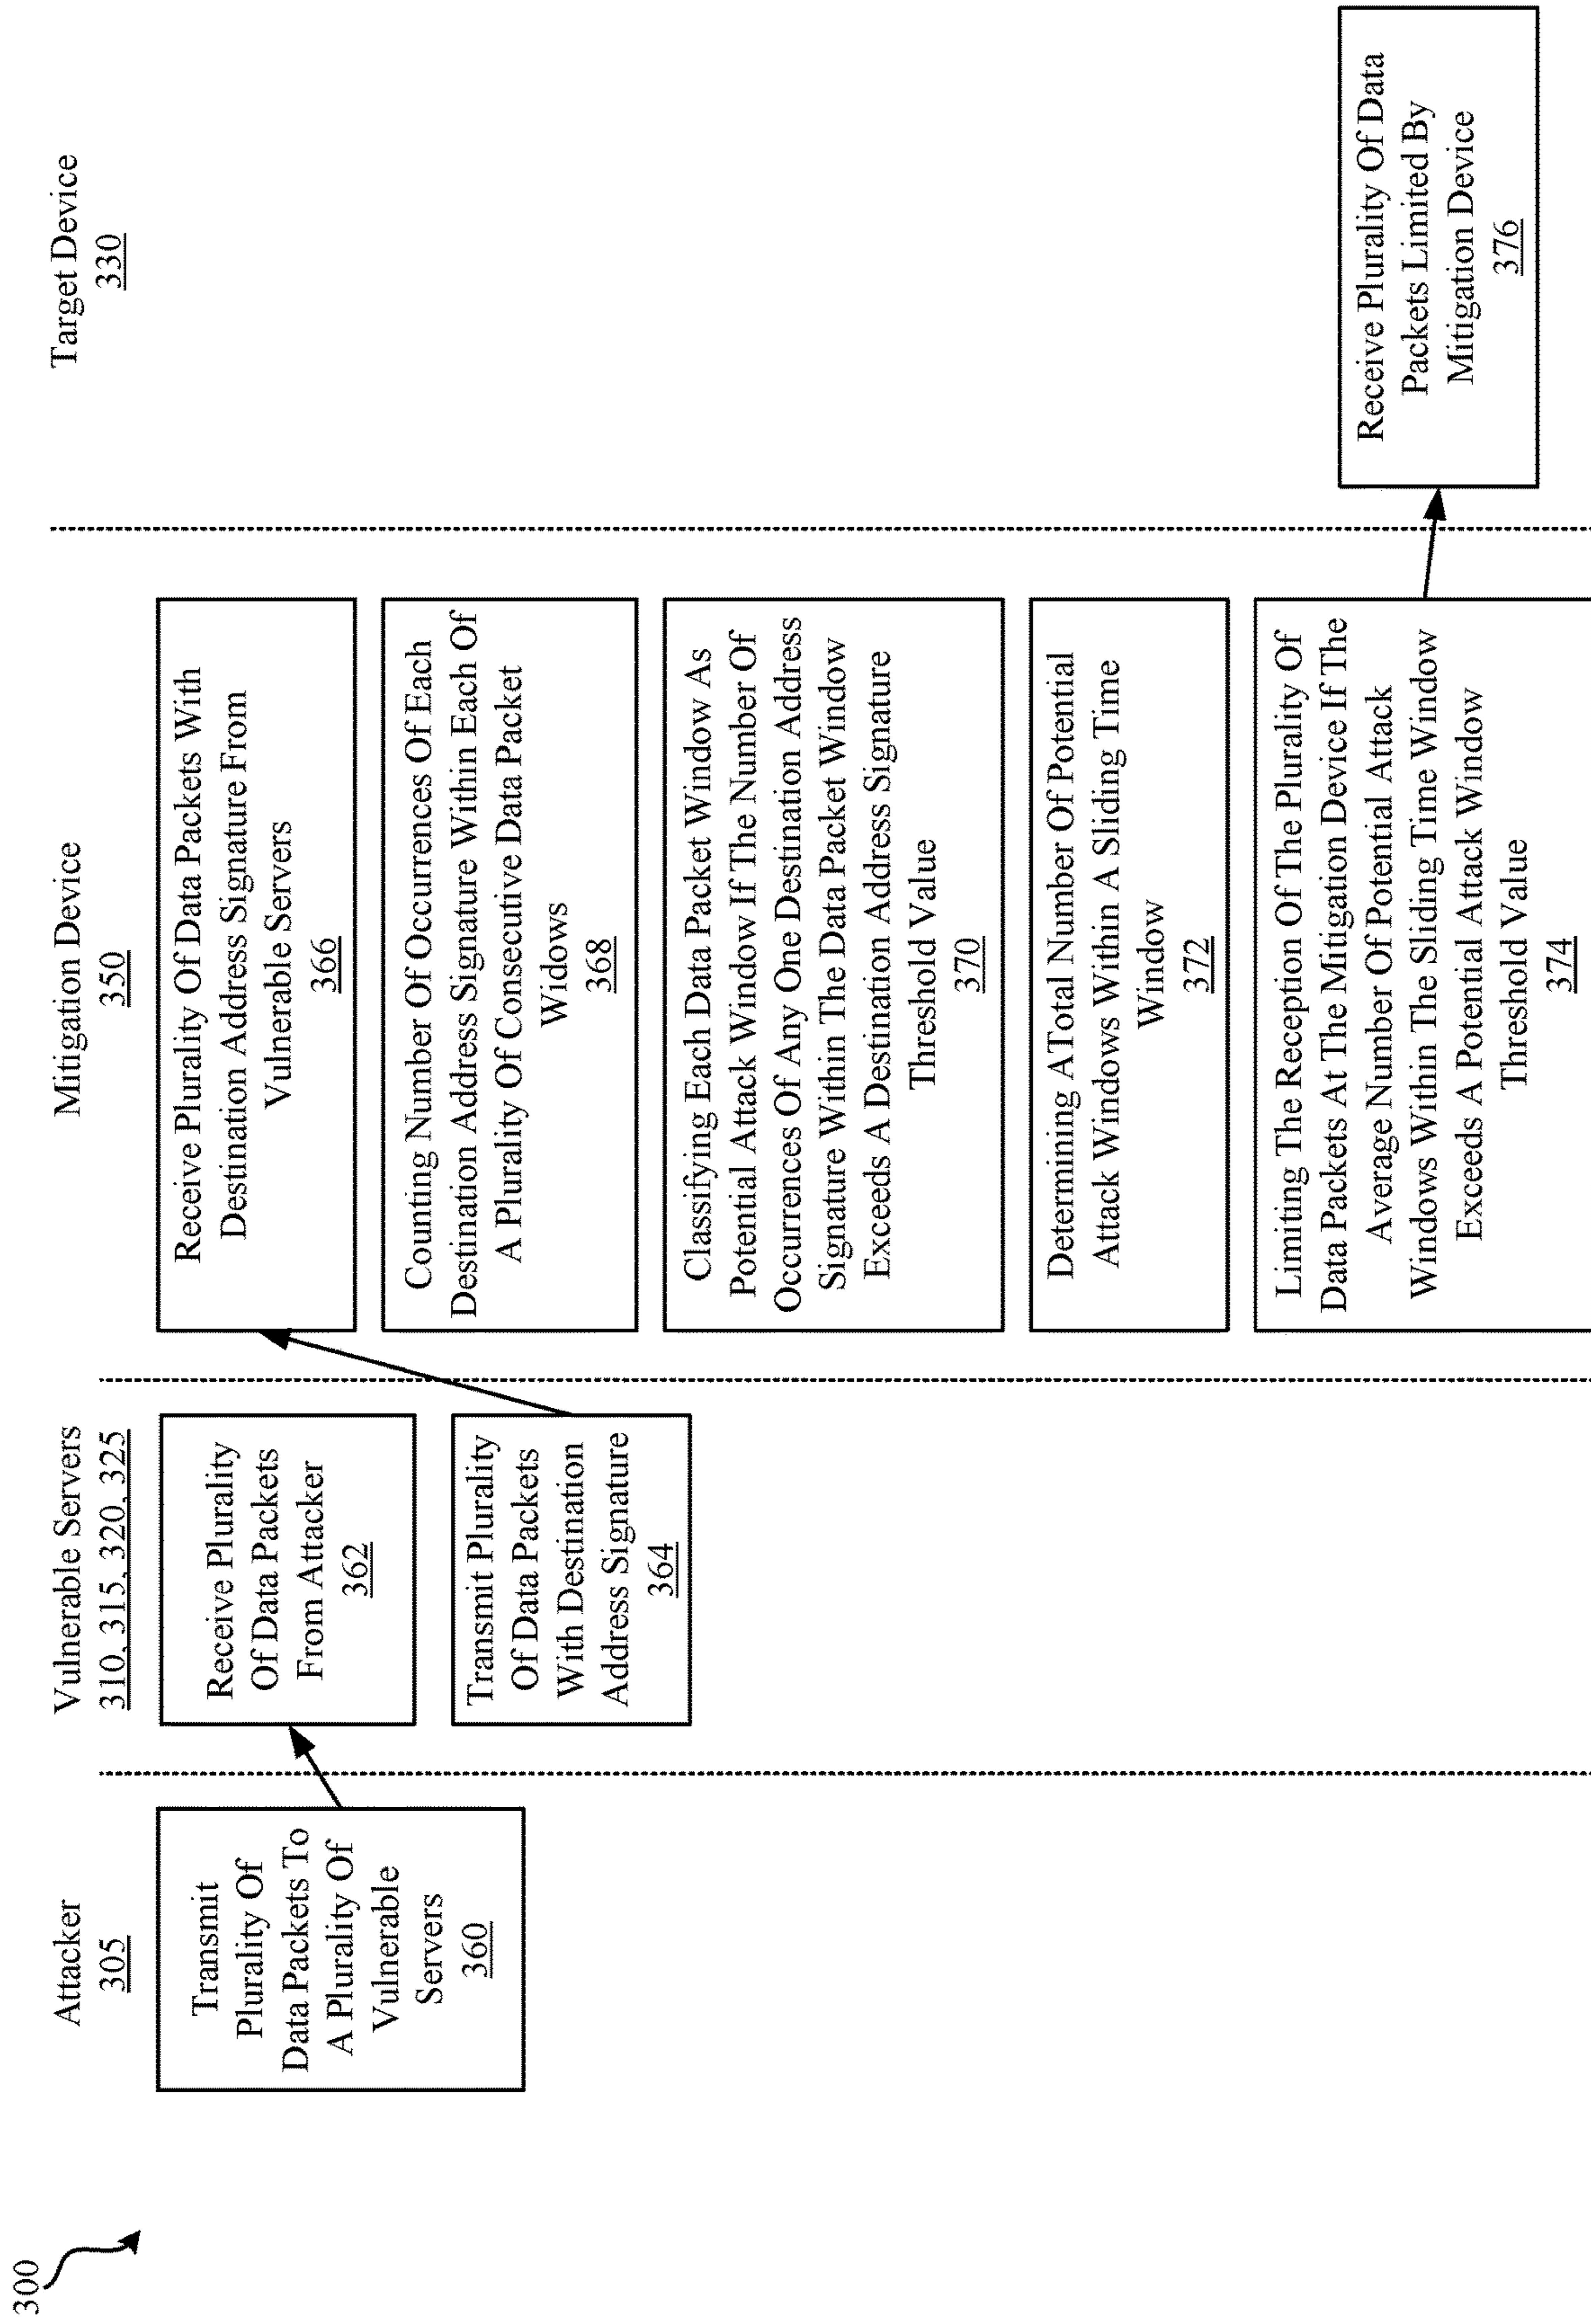 300
Attacker
305
Transmit
Plurality Of
Data Packets To
A Plurality Of
Vulnerable
Servers
360
Vulnerable Servers
310, 315, 320, 325
Receive Plurality
Of Data Packets
From Attacker
362
Transmit Plurality
Of Data Packets
With Destination
Address Signature
364
Mitigation Device
350
Receive Plurality Of Data Packets With
Destination Address Signature From
Vulnerable Servers
366
Counting Number Of Occurrences Of Each
Destination Address Signature Within Each Of
A Plurality Of Consecutive Data Packet
Widows
368
Classifying Each Data Packet Window As
Potential Attack Window If The Number Of
Occurrences Of Any One Destination Address
Signature Within The Data Packet Window
Exceeds A Destination Address Signature
Threshold Value
370
Determining ATotal Number Of Potential
Attack Windows Within A Sliding Time
Window
372
Limiting The Reception Of The Plurality Of
Data Packets At The Mitigation Device If The
Average Number Of Potential Attack
Windows Within The Sliding Time Window
Exceeds A Potential Attack Window
Threshold Value
374
Target Device
330
Receive Plurality Of Data
Packets Limited By
Mitigation Device
376